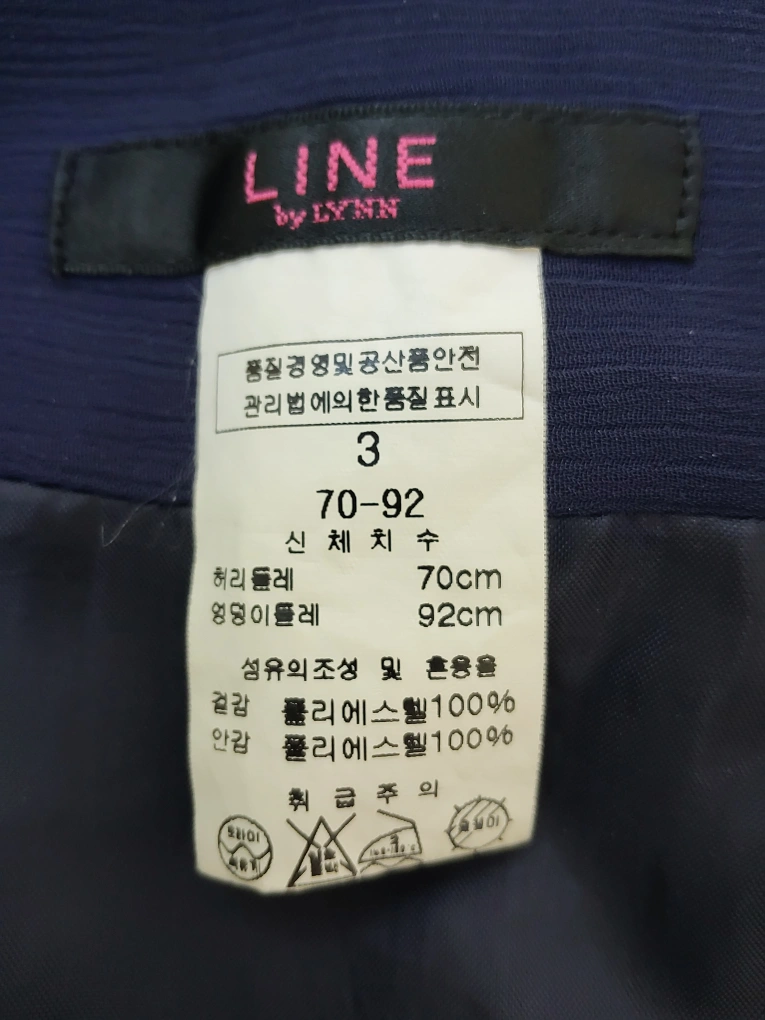 LINE
by LYNN
품질경영및공산품안전
관리법에의한품질표시
3
70-92
신 체 치 수
허리둘레 70cm
엉덩이둘레 92cm
섬유의조성 및 혼용율
겉감 폴리에스텔100%
안감 폴리에스텔100%
취 급 주 의
드라이